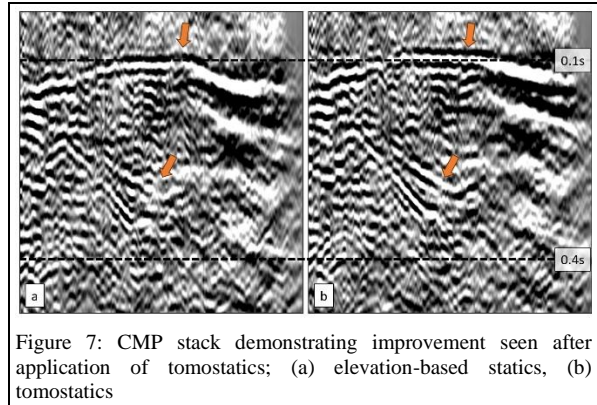 0.1s
0.4s
a
b
Figure 7: CMP stack demonstrating improvement seen after
application of tomostatics; (a) elevation-based statics, (b)
tomostatics